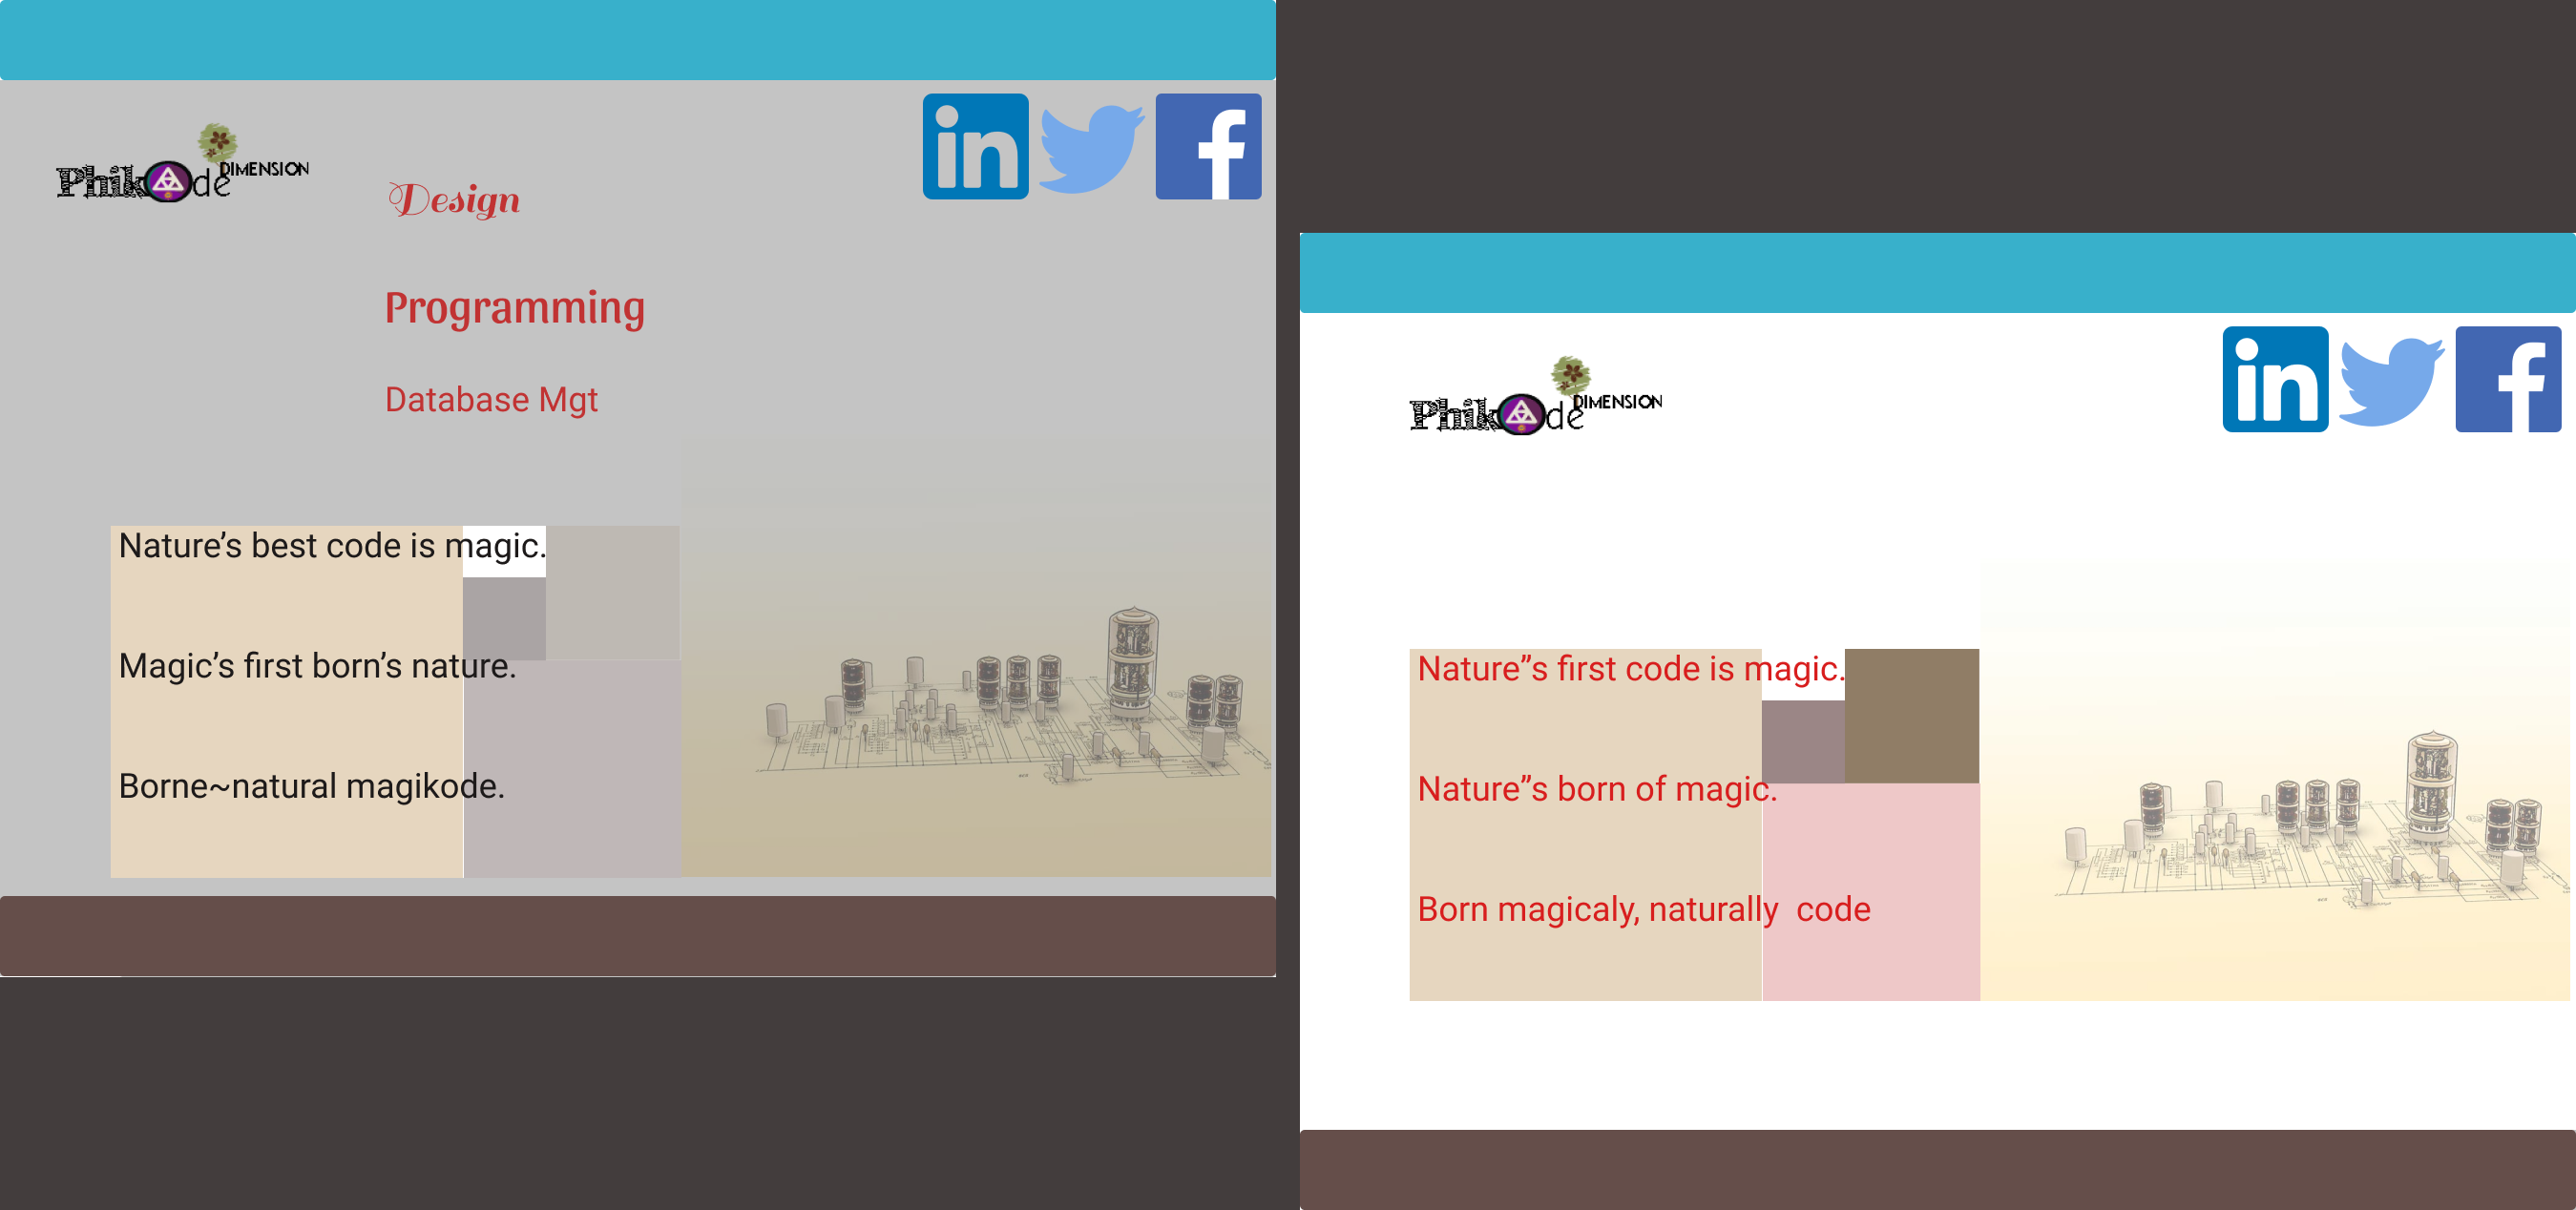 PhikOde DIMENSION
Design
Programming
Database Mgt
Nature’s best code is magic.
Magic’s first born’s nature.
Borne~natural magikode.
in
f
PhikOde DIMENSION
Nature”s first code is magic.
Nature”s born of magic.
Born magicaly, naturally  code
in
f